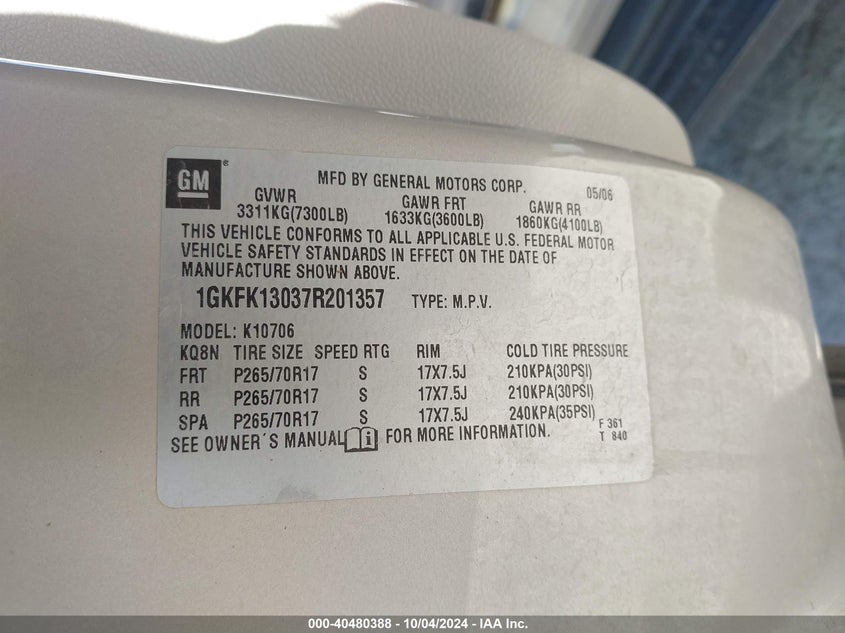 GM ®
MFD BY GENERAL MOTORS CORP. 05/06
GVWR GAWR FRT GAWR RR
3311KG(7300LB) 1633KG(3600LB) 1860KG(4100LB)
THIS VEHICLE CONFORMS TO ALL APPLICABLE U.S. FEDERAL MOTOR
VEHICLE SAFETY STANDARDS IN EFFECT ON THE DATE OF
MANUFACTURE SHOWN ABOVE.
1GKFK13037R201357 TYPE: M.P.V.
MODEL: K10706
KQ8N TIRE SIZE SPEED RTG RIM COLD TIRE PRESSURE
FRT P265/70R17 S 17X7.5J 210KPA(30PSI)
RR P265/70R17 S 17X7.5J 210KPA(30PSI)
SPA P265/70R17 S 17X7.5J 240KPA(35PSI)
SEE OWNER´S MANUAL i FOR MORE INFORMATION.
F 361
T 840
000-40480388 - 10/04/2024 - IAA Inc.